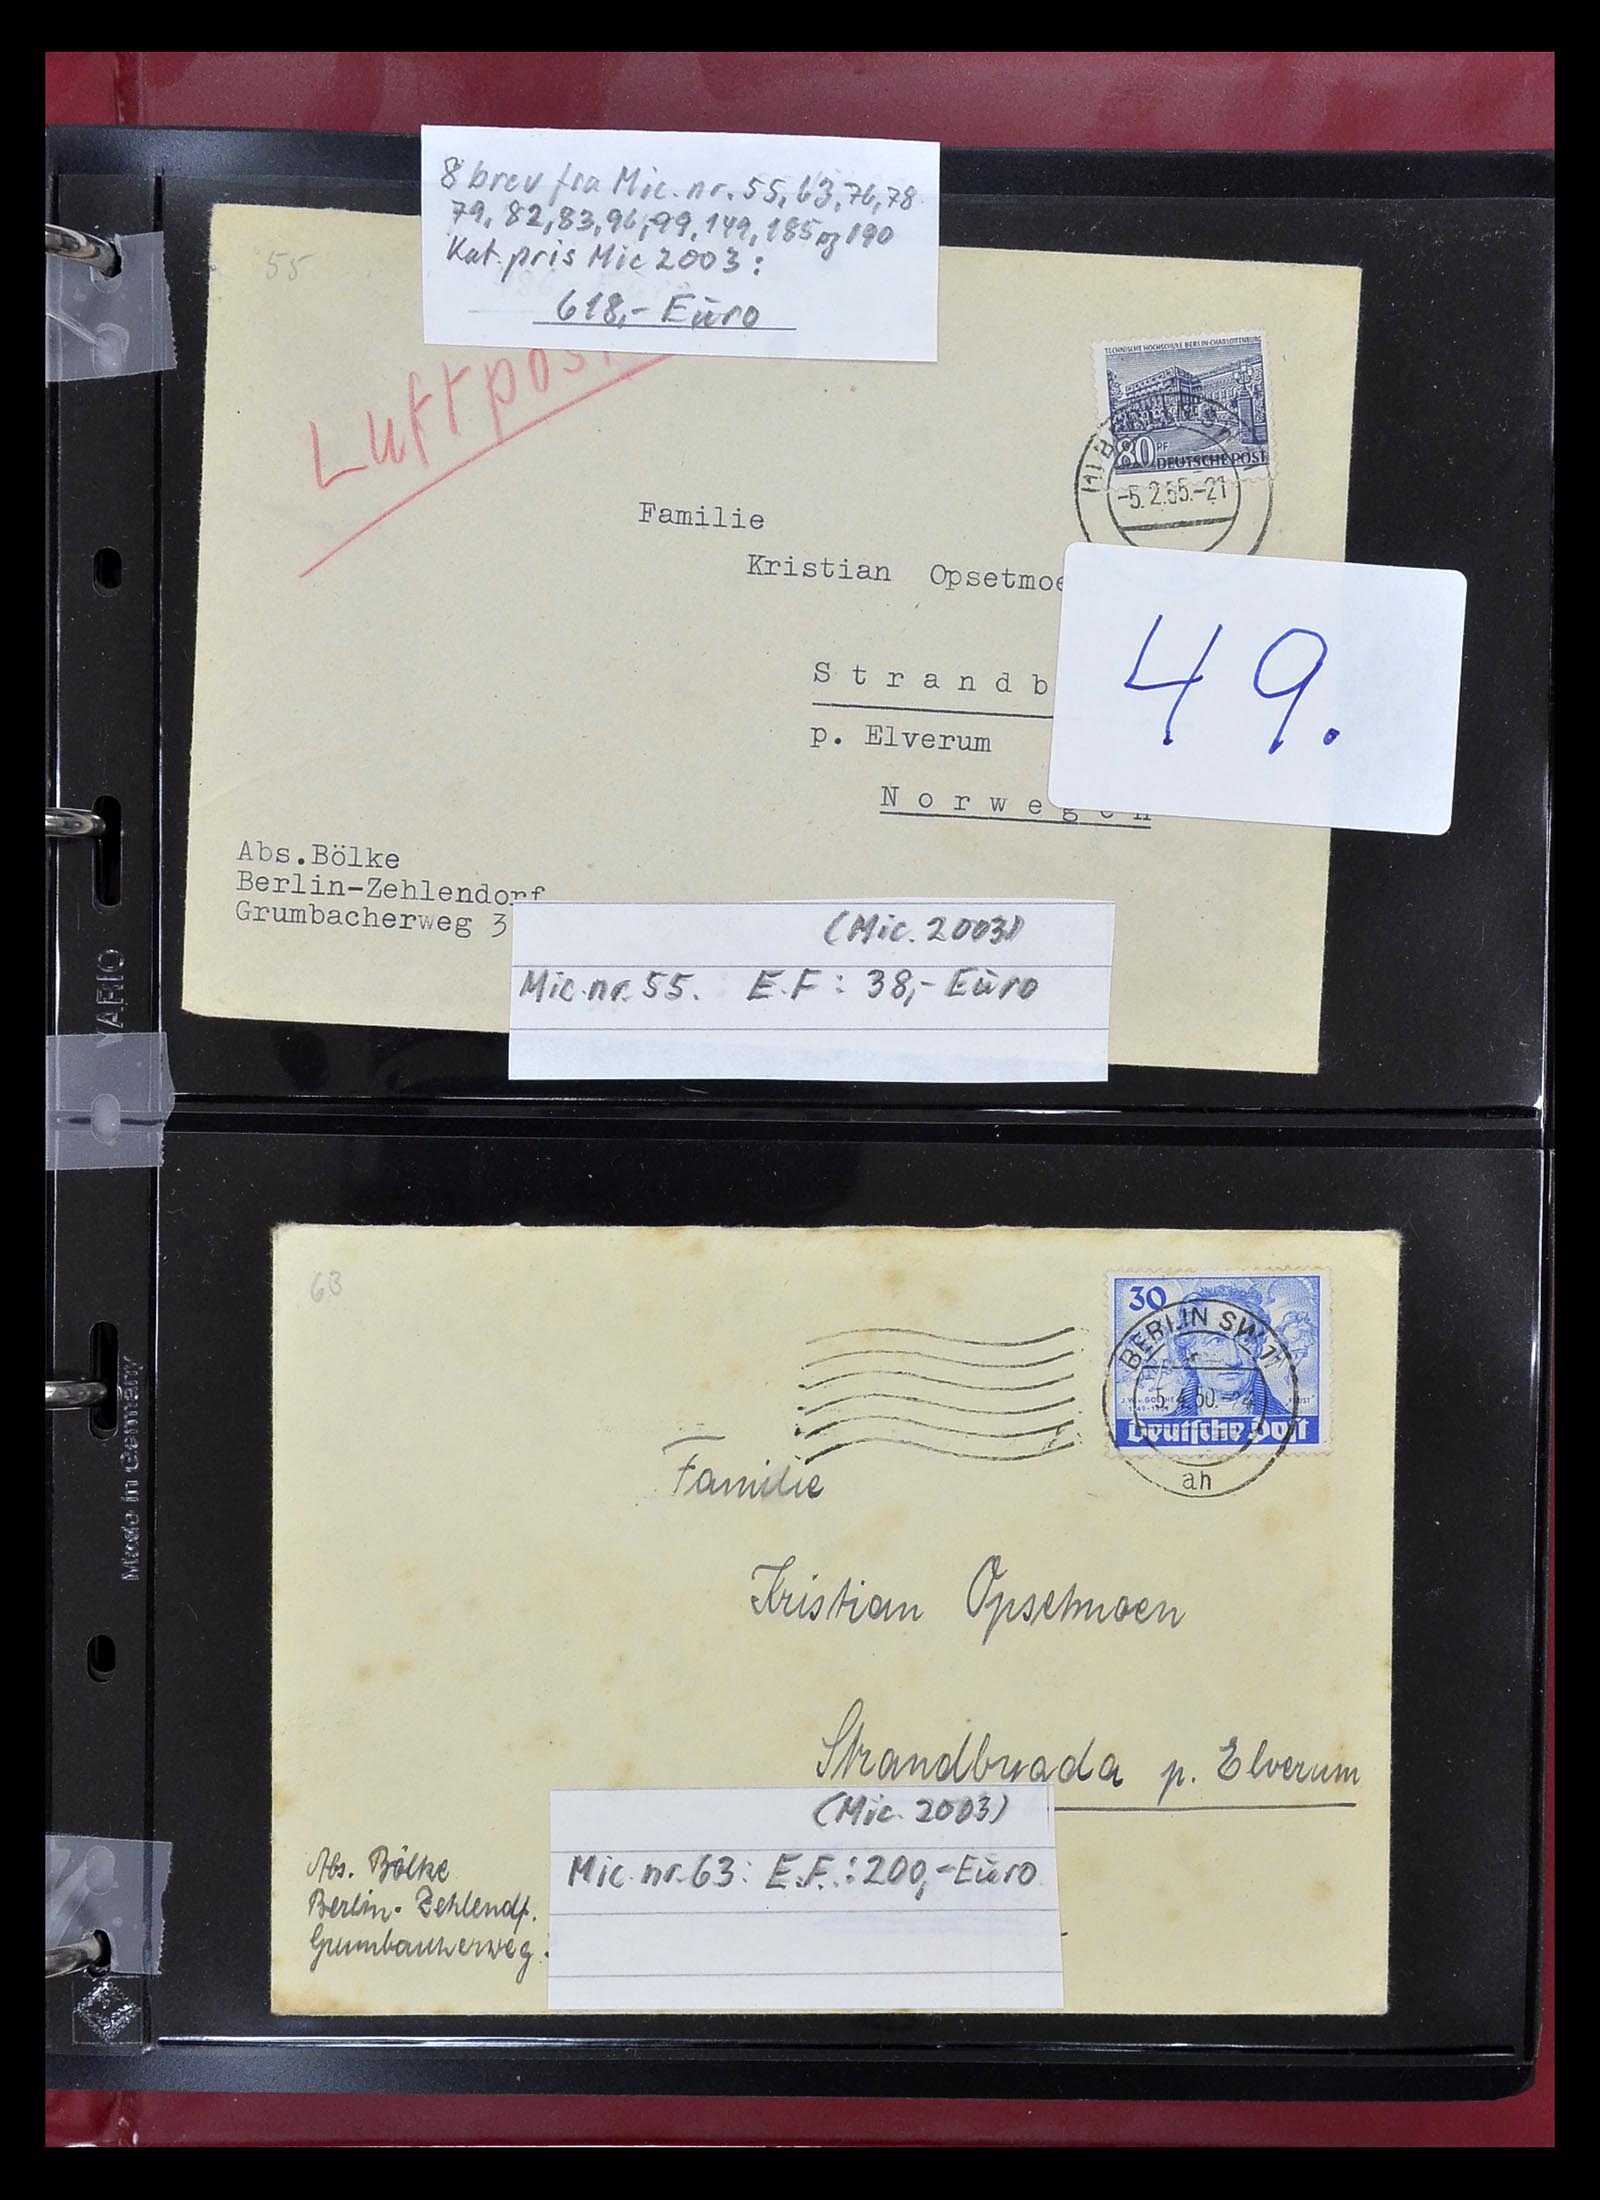 8 brev fra Mic. nr. 55, 63, 76, 78
79, 82, 83, 96, 99, 149, 185 og 190
Kat. pris Mic 2003:
618,- Euro
55
Luftpost
TECHNISCHE HOCHSCHULE BERLIN-CHARLOTTENBURG
80 PF
DEUTSCHE POST
-5.2.55.-21
Familie
Kristian Opsetmoe
Strandb
p. Elverum
Norwegen
49.
Abs.Bölke
Berlin-Zehlendorf
Grumbacherweg 3
(Mic. 2003)
Mic. nr. 55. E.F: 38,- Euro
VARIO
Made in Germany
63
30
BERLIN SW 11
Deutsche Post
ah
Familie
Kristian Opsetmoen
Strandbuada p. Elverum
(Mic. 2003)
Mic. nr. 63: E.F.: 200,- Euro
Abs. Bölke
Berlin-Zehlendf.
Grumbacherweg